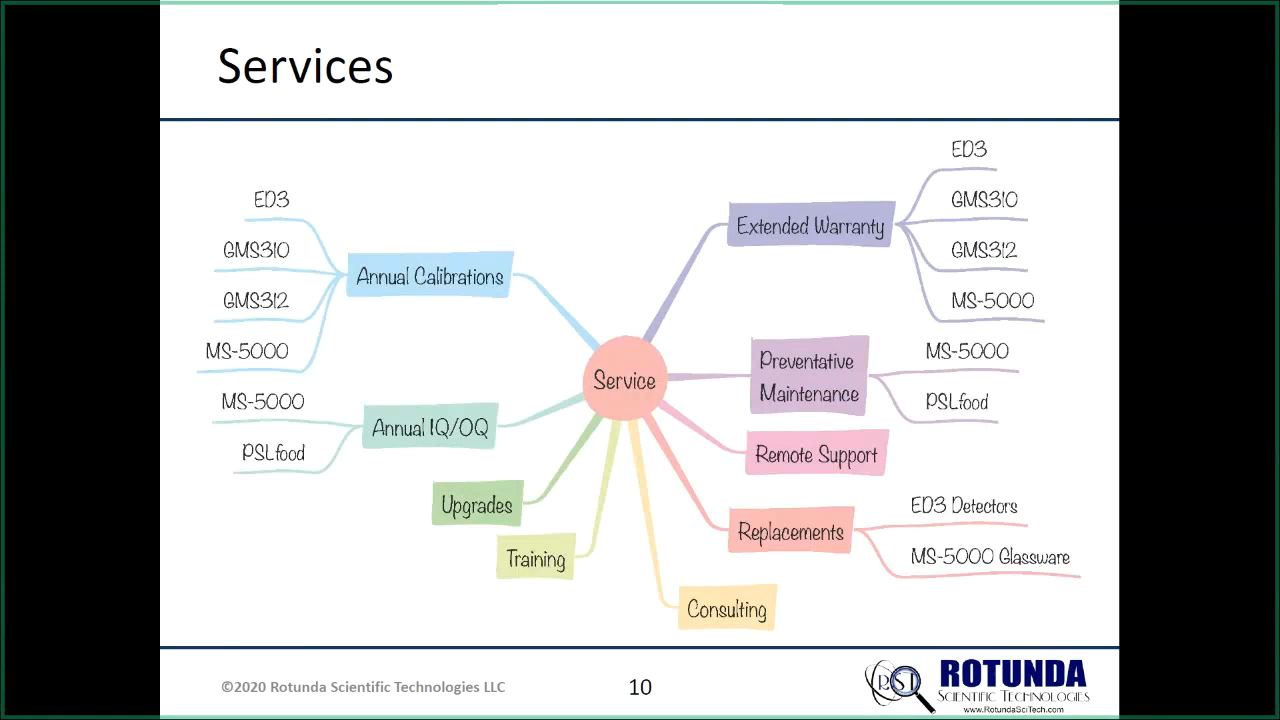 Services
ED3
GMS310
GMS312
MS-5000
Annual Calibrations
MS-5000
PSLfood
Annual IQ/OQ
Upgrades
Training
Service
Extended Warranty
ED3
GMS310
GMS312
MS-5000
Preventative
Maintenance
MS-5000
PSLfood
Remote Support
Replacements
ED3 Detectors
MS-5000 Glassware
Consulting
©2020 Rotunda Scientific Technologies LLC
10
RST
ROTUNDA
SCIENTIFIC TECHNOLOGIES
www.RotundaSciTech.com